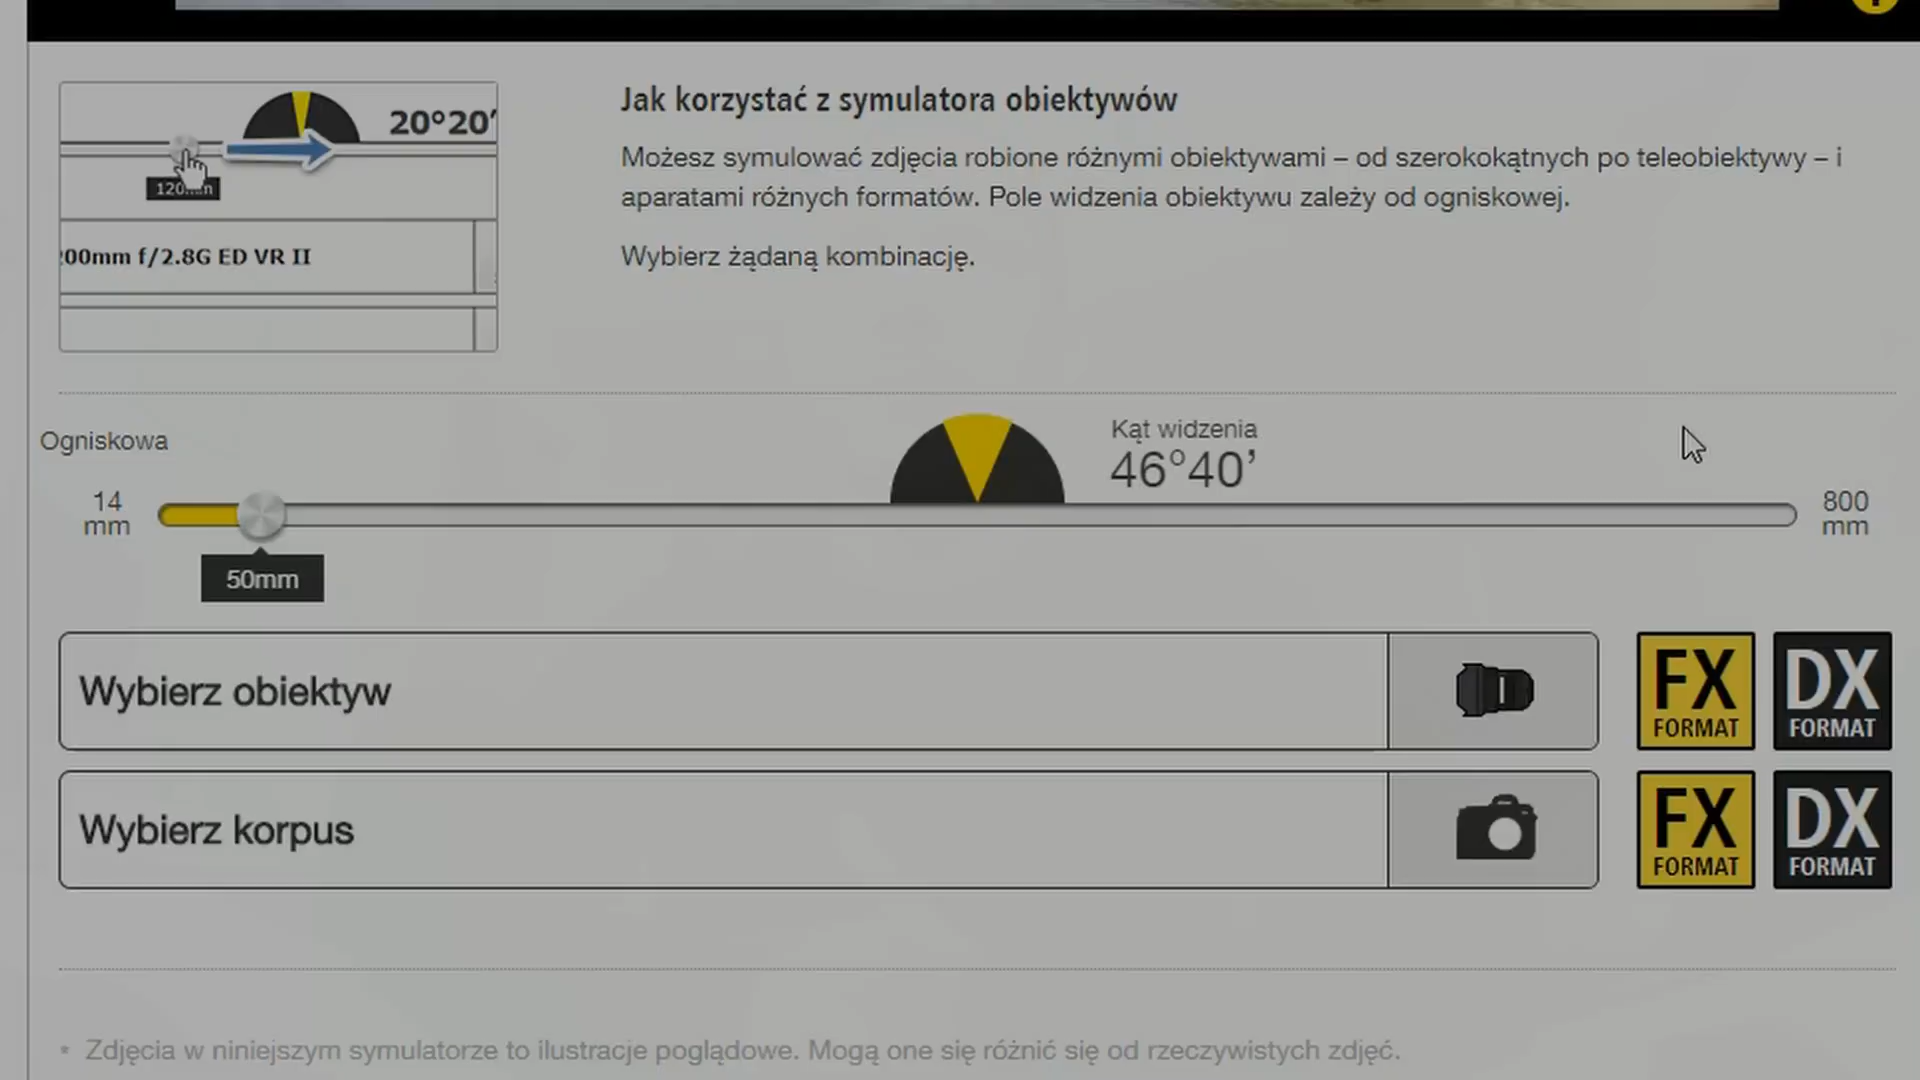 20°20’
120mm
200mm f/2.8G ED VR II
Jak korzystać z symulatora obiektywów
Możesz symulować zdjęcia robione różnymi obiektywami – od szerokokątnych po teleobiektywy – i
aparatami różnych formatów. Pole widzenia obiektywu zależy od ogniskowej.
Wybierz żądaną kombinację.
Ogniskowa
Kąt widzenia
46°40’
14
mm
800
mm
50mm
Wybierz obiektyw
FX
FORMAT
DX
FORMAT
Wybierz korpus
FX
FORMAT
DX
FORMAT
* Zdjęcia w niniejszym symulatorze to ilustracje poglądowe. Mogą one się różnić się od rzeczywistych zdjęć.